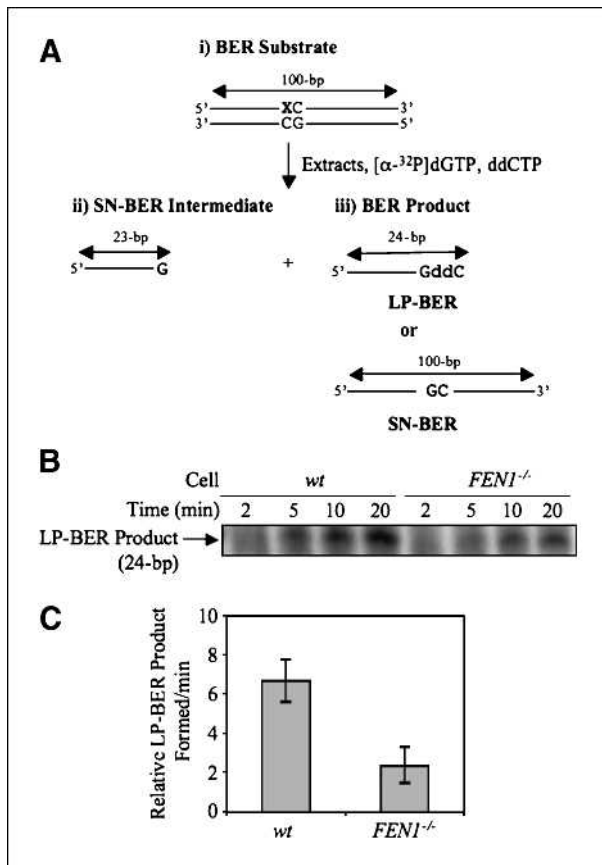 A
i) BER Substrate
100-bp
5’ XC 3’
3’ CG 5’
Extracts, [α-³²P]dGTP, ddCTP
ii) SN-BER Intermediate
iii) BER Product
23-bp
24-bp
5’ G
+
5’ GddC
LP-BER
or
100-bp
5’ GC 3’
SN-BER
B
Cell wt FEN1⁻/⁻
Time (min) 2 5 10 20 2 5 10 20
LP-BER Product
(24-bp)
C
Relative LP-BER Product
Formed/min
10
8
6
4
2
0
wt FEN1⁻/⁻